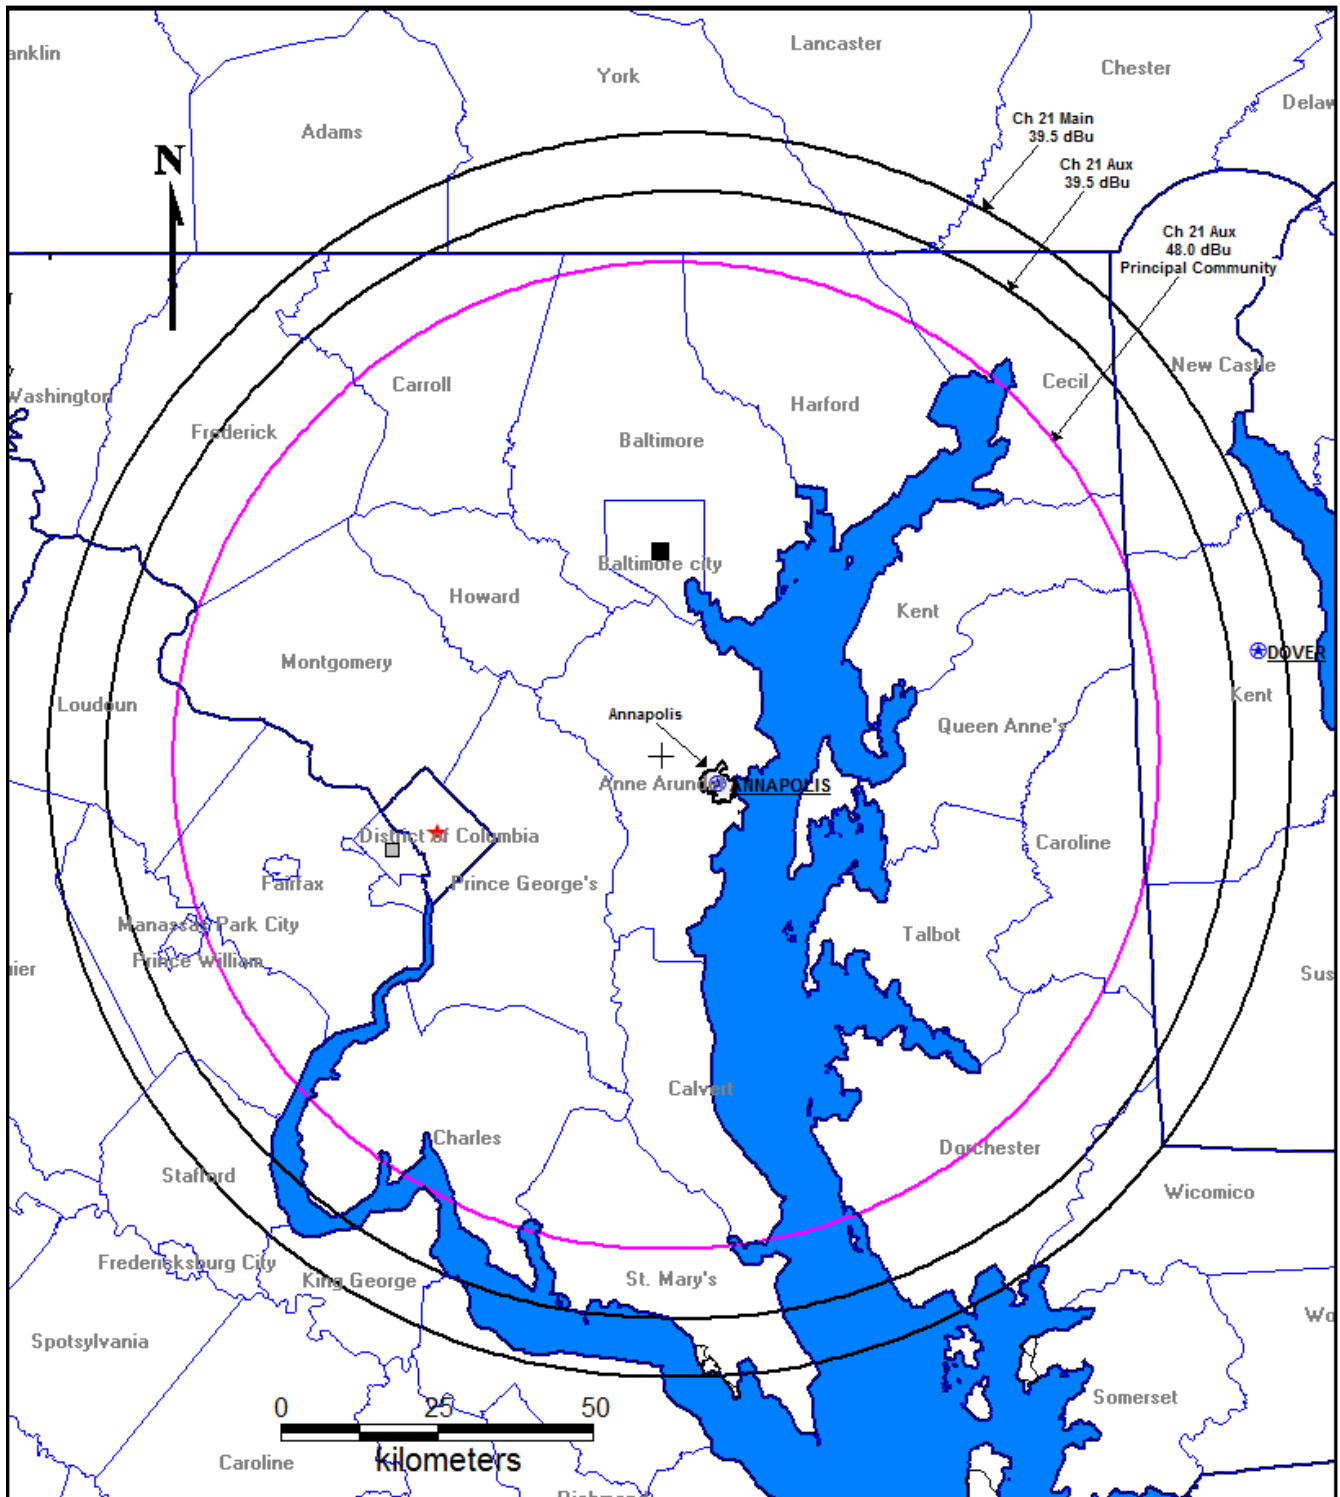 Lancaster
anklin
Chester
York
Delaw
Ch 21 Main
39.5 dBu
Adams
N
Ch 21 Aux
39.5 dBu
Ch 21 Aux
48.0 dBu
Principal Community
New Castle
Cecil
Carroll
Washington
Harford
Frederick
Baltimore
Baltimore city
Howard
Kent
DOVER
Montgomery
Kent
Loudoun
Annapolis
Queen Anne's
Anne Arundel
ANNAPOLIS
District of Columbia
Caroline
Fairfax
Prince George's
Manassas Park City
Talbot
Prince William
uier
Sus
Calvert
Charles
Dorchester
Stafford
Wicomico
Fredericksburg City
King George
St. Mary's
Wo
Spotsylvania
Somerset
0 25 50
kilometers
Caroline
Richmond